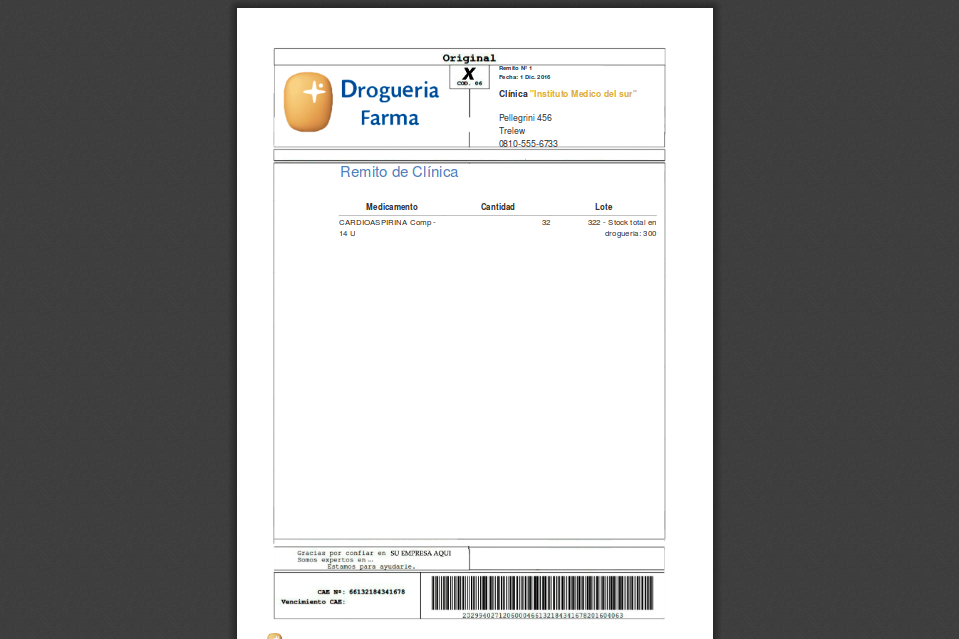 Original
X
COD. 06
Drogueria
Farma
Remito Nº 1
Fecha: 1 Dic. 2016
Clínica "Instituto Medico del sur"
Pellegrini 456
Trelew
0810-555-6733
Remito de Clínica
Medicamento Cantidad Lote
CARDIOASPIRINA Comp - 32 322 - Stock total en
14 U drogueria: 300
Gracias por confiar en SU EMPRESA AQUI
Somos expertos en …
Estamos para ayudarle.
CAE Nº: 66132184341678
Vencimiento CAE: